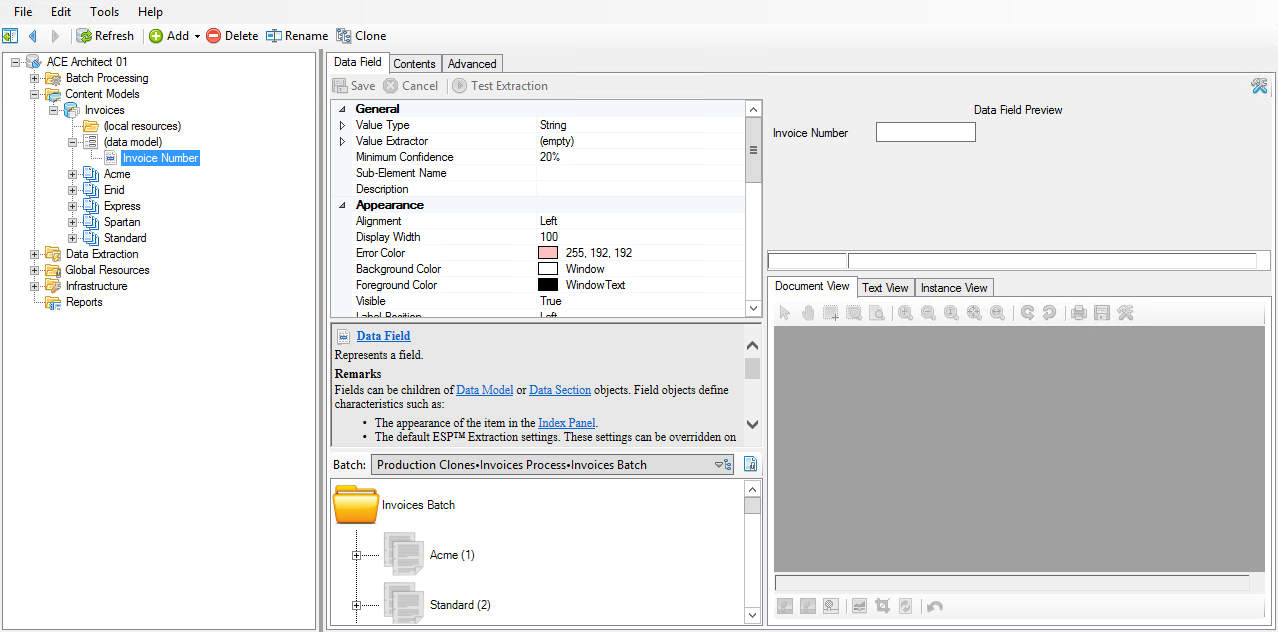 File Edit Tools Help
Refresh Add Delete Rename Clone
ACE Architect 01
Batch Processing
Content Models
Invoices
(local resources)
(data model)
Invoice Number
Acme
Enid
Express
Spartan
Standard
Data Extraction
Global Resources
Infrastructure
Reports
Data Field Contents Advanced
Save Cancel Test Extraction
General
Value Type String
Value Extractor (empty)
Minimum Confidence 20%
Sub-Element Name
Description
Appearance
Alignment Left
Display Width 100
Error Color 255, 192, 192
Background Color Window
Foreground Color WindowText
Visible True
Label Position Left
Data Field
Represents a field.
Remarks
Fields can be children of Data Model or Data Section objects. Field objects define
characteristics such as:
• The appearance of the item in the Index Panel.
• The default ESP™ Extraction settings. These settings can be overridden on
Batch: Production Clones•Invoices Process•Invoices Batch
Invoices Batch
Acme (1)
Standard (2)
Data Field Preview
Invoice Number
Document View Text View Instance View